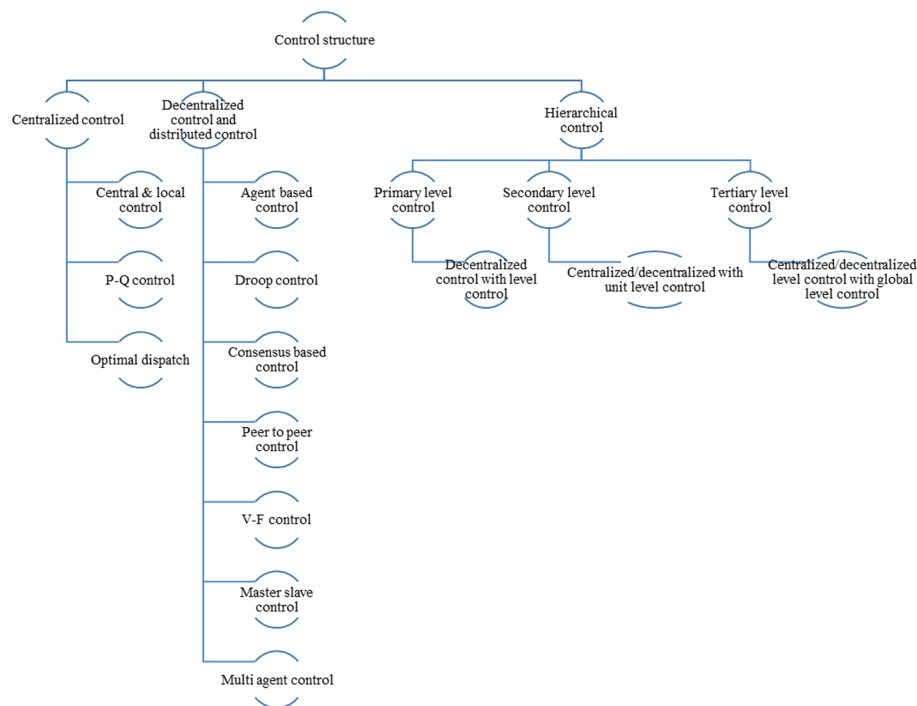 Control structure
Centralized control
Decentralized
control and
distributed control
Hierarchical
control
Central & local
control
P-Q control
Optimal dispatch
Agent based
control
Droop control
Consensus based
control
Peer to peer
control
V-F control
Master slave
control
Multi agent control
Primary level
control
Decentralized
control with level
control
Secondary level
control
Centralized/decentralized with
unit level control
Tertiary level
control
Centralized/decentralized
level control with global
level control